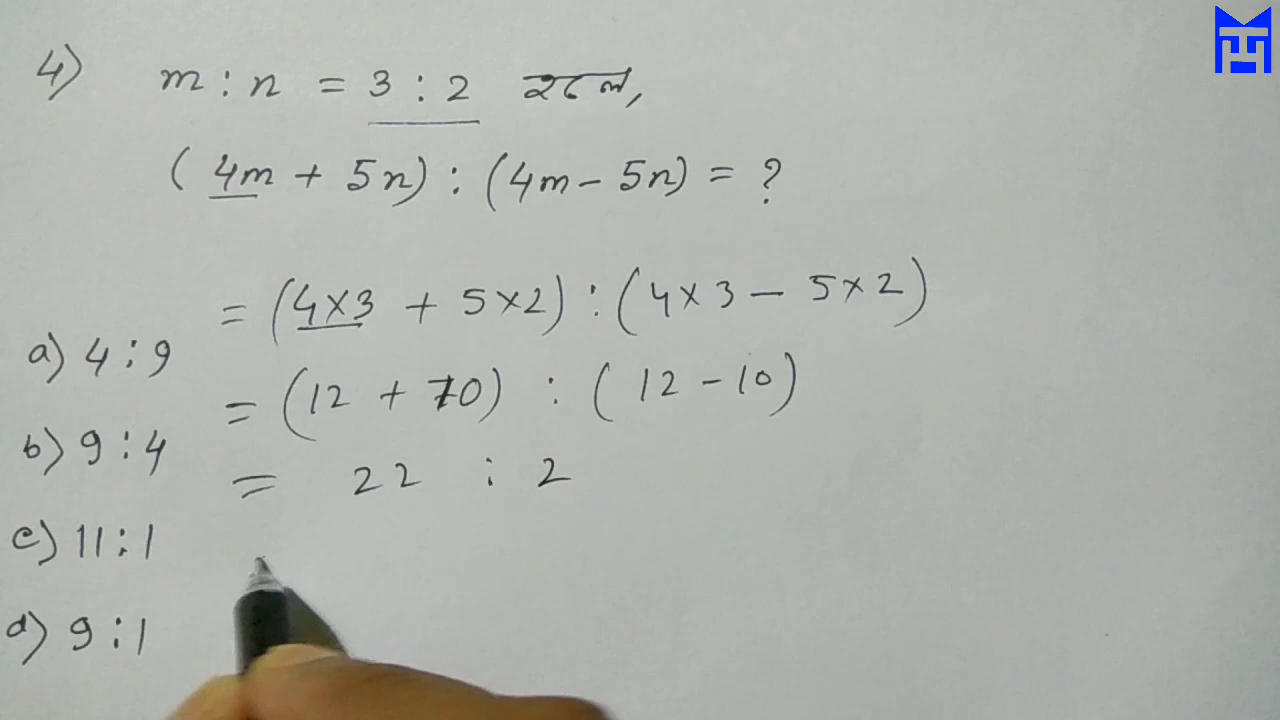 4) m : n = 3 : 2 হলে,
(4m + 5n) : (4m - 5n) = ?
= (4×3 + 5×2) : (4×3 - 5×2)
a) 4 : 9
= (12 + 10) : (12 - 10)
b) 9 : 4
= 22 : 2
c) 11 : 1
d) 9 : 1